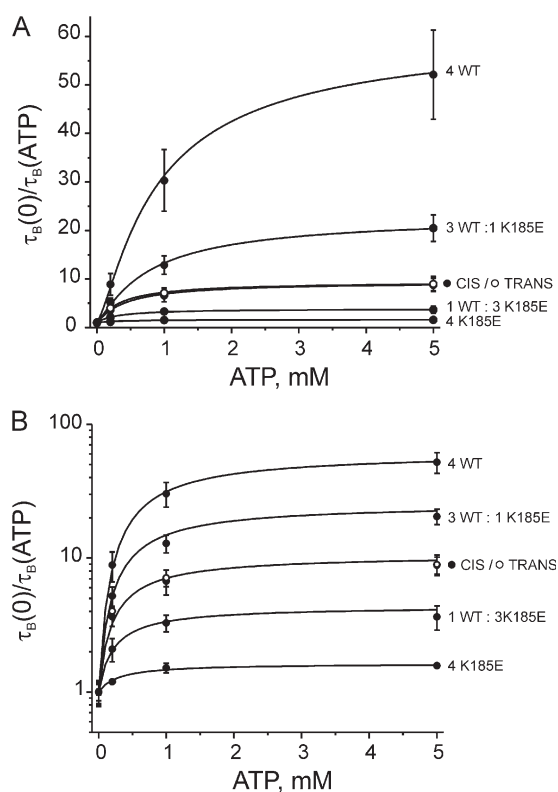 A
60
50
40
30
20
10
0
τB(0)/τB(ATP)
4 WT
3 WT :1 K185E
● CIS / ○ TRANS
1 WT : 3 K185E
4 K185E
0 1 2 3 4 5
ATP, mM
B
100
10
1
τB(0)/τB(ATP)
4 WT
3 WT : 1 K185E
● CIS / ○ TRANS
1 WT : 3K185E
4 K185E
0 1 2 3 4 5
ATP, mM